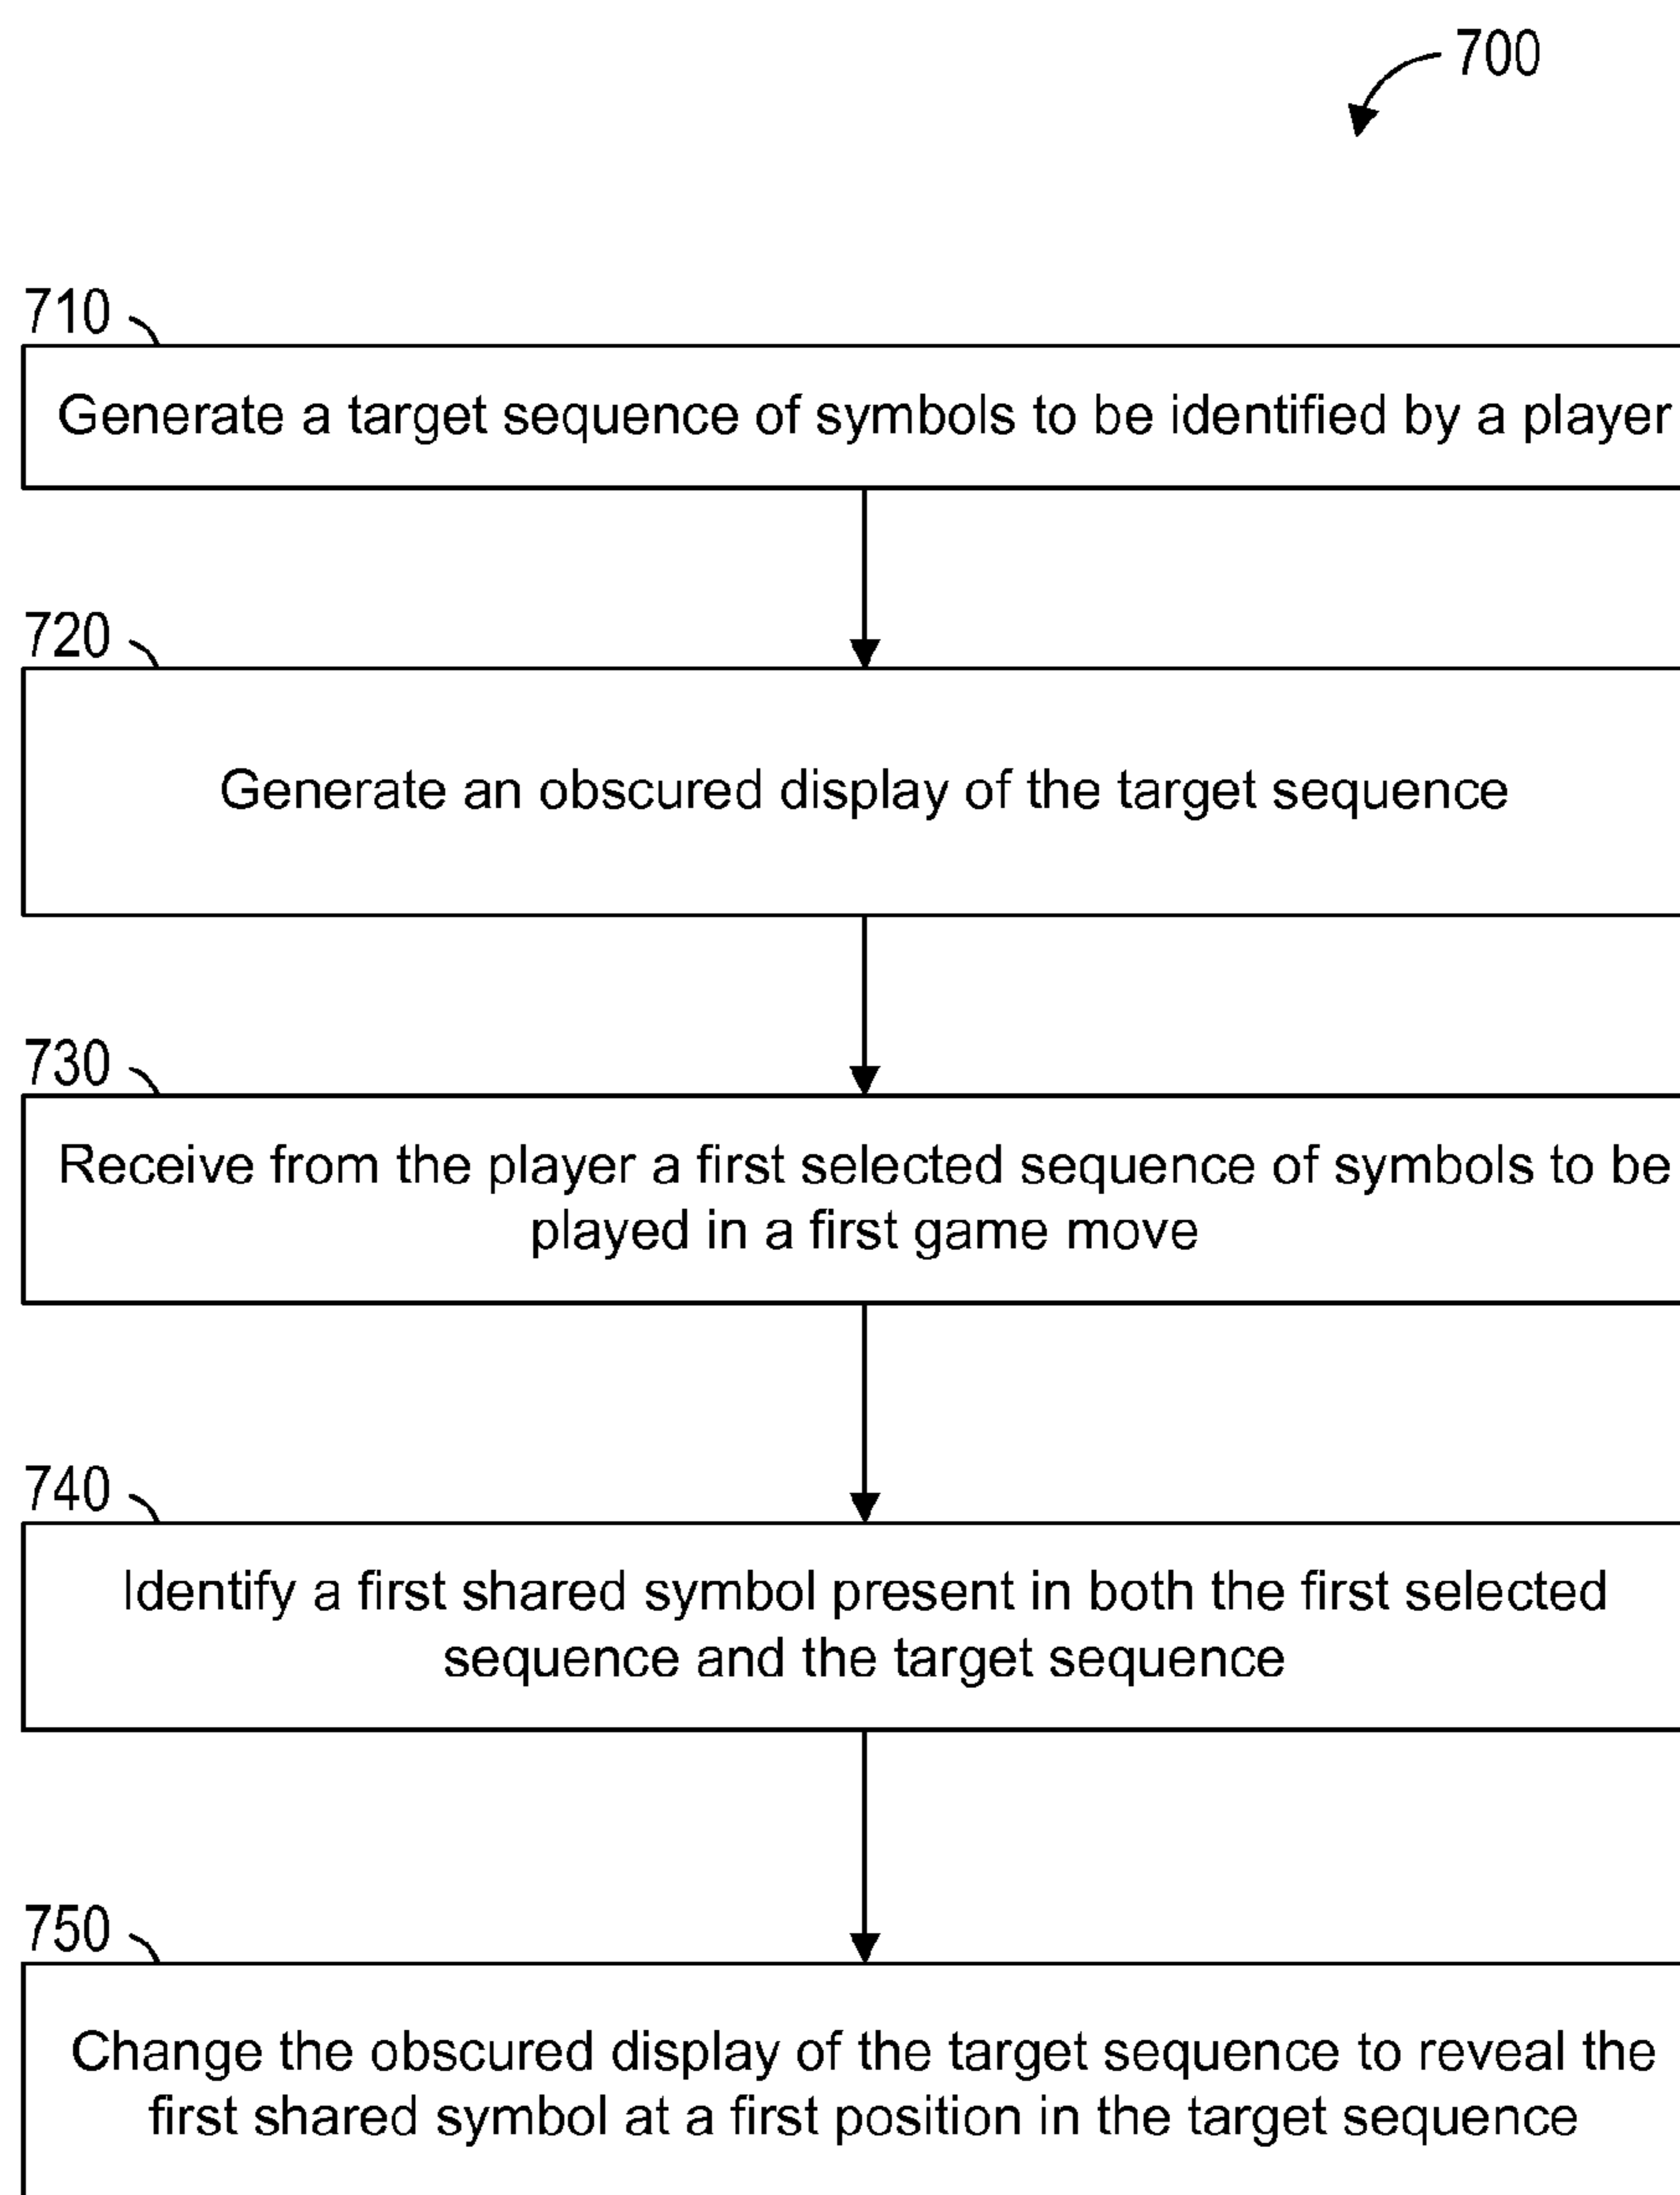 700
710
Generate a target sequence of symbols to be identified by a player
720
Generate an obscured display of the target sequence
730
Receive from the player a first selected sequence of symbols to be
played in a first game move
740
Identify a first shared symbol present in both the first selected
sequence and the target sequence
750
Change the obscured display of the target sequence to reveal the
first shared symbol at a first position in the target sequence